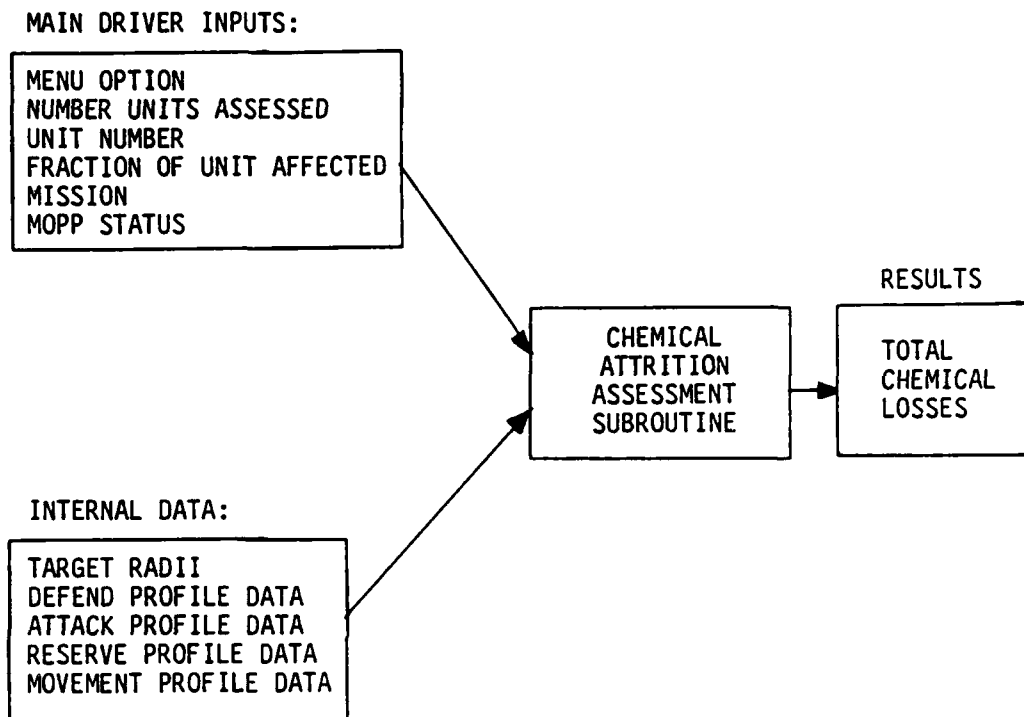 MAIN DRIVER INPUTS:
MENU OPTION
NUMBER UNITS ASSESSED
UNIT NUMBER
FRACTION OF UNIT AFFECTED
MISSION
MOPP STATUS
INTERNAL DATA:
TARGET RADII
DEFEND PROFILE DATA
ATTACK PROFILE DATA
RESERVE PROFILE DATA
MOVEMENT PROFILE DATA
CHEMICAL
ATTRITION
ASSESSMENT
SUBROUTINE
RESULTS
TOTAL
CHEMICAL
LOSSES